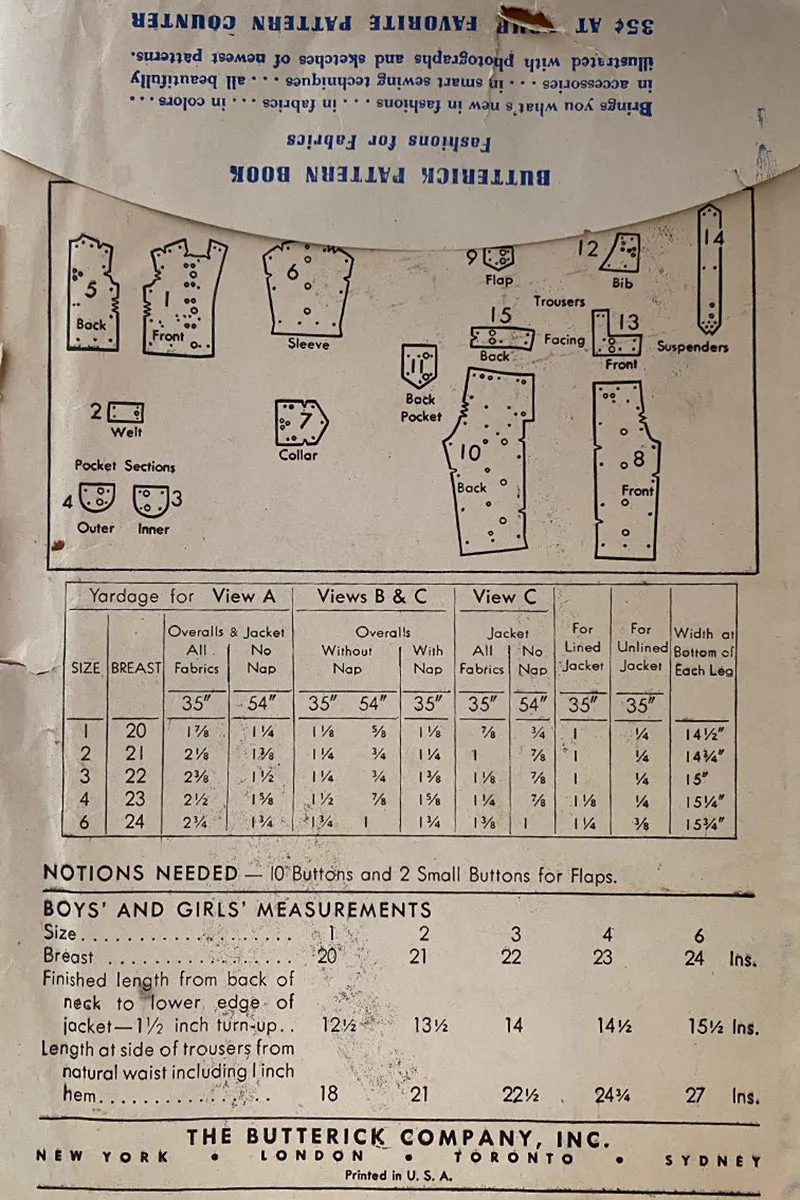 BUTTERICK PATTERN BOOK
Fashions for Fabrics
Brings you what's new in fashions . . . in fabrics . . . in colors . . .
in accessories . . . in smart sewing techniques . . . all beautifully
illustrated with photographs and sketches of newest patterns.
35¢ AT FAVORITE PATTERN COUNTER
5
Back
1
Front
6
Sleeve
9
Flap
12
Bib
14
Suspenders
Trousers
15
Back
Facing
13
Front
2
Welt
7
Collar
11
Back
Pocket
10
Back
8
Front
Pocket Sections
4
Outer
3
Inner
Yardage for View A Views B & C View C
SIZE BREAST Overalls & Jacket Overalls Jacket For Lined Jacket For Unlined Jacket Width at Bottom of Each Leg
All Fabrics No Nap Without Nap With Nap All Fabrics No Nap
35" 54" 35" 54" 35" 35" 54" 35" 35"
1 20 1⅞ 1¼ 1⅛ ⅝ 1⅛ ⅞ ¾ 1 ¼ 14½"
2 21 2⅛ 1⅜ 1¼ ¾ 1¼ 1 ⅞ 1 ¼ 14¾"
3 22 2⅜ 1½ 1¼ ¾ 1⅜ 1⅛ ⅞ 1 ¼ 15"
4 23 2½ 1⅝ 1½ ⅞ 1⅝ 1¼ ⅞ 1⅛ ¼ 15¼"
6 24 2¾ 1¾ 1¾ 1 1¾ 1⅜ 1 1¼ ⅜ 15¾"
NOTIONS NEEDED — 10 Buttons and 2 Small Buttons for Flaps.
BOYS' AND GIRLS' MEASUREMENTS
Size . . . . . . . . . . . . . . . . . . 1 2 3 4 6
Breast . . . . . . . . . . . . . . . . 20 21 22 23 24 Ins.
Finished length from back of
neck to lower edge of
jacket—1½ inch turn-up. . 12½ 13½ 14 14½ 15½ Ins.
Length at side of trousers from
natural waist including 1 inch
hem. . . . . . . . . . . . . . . 18 21 22½ 24¾ 27 Ins.
THE BUTTERICK COMPANY, INC.
NEW YORK • LONDON • TORONTO • SYDNEY
Printed in U. S. A.